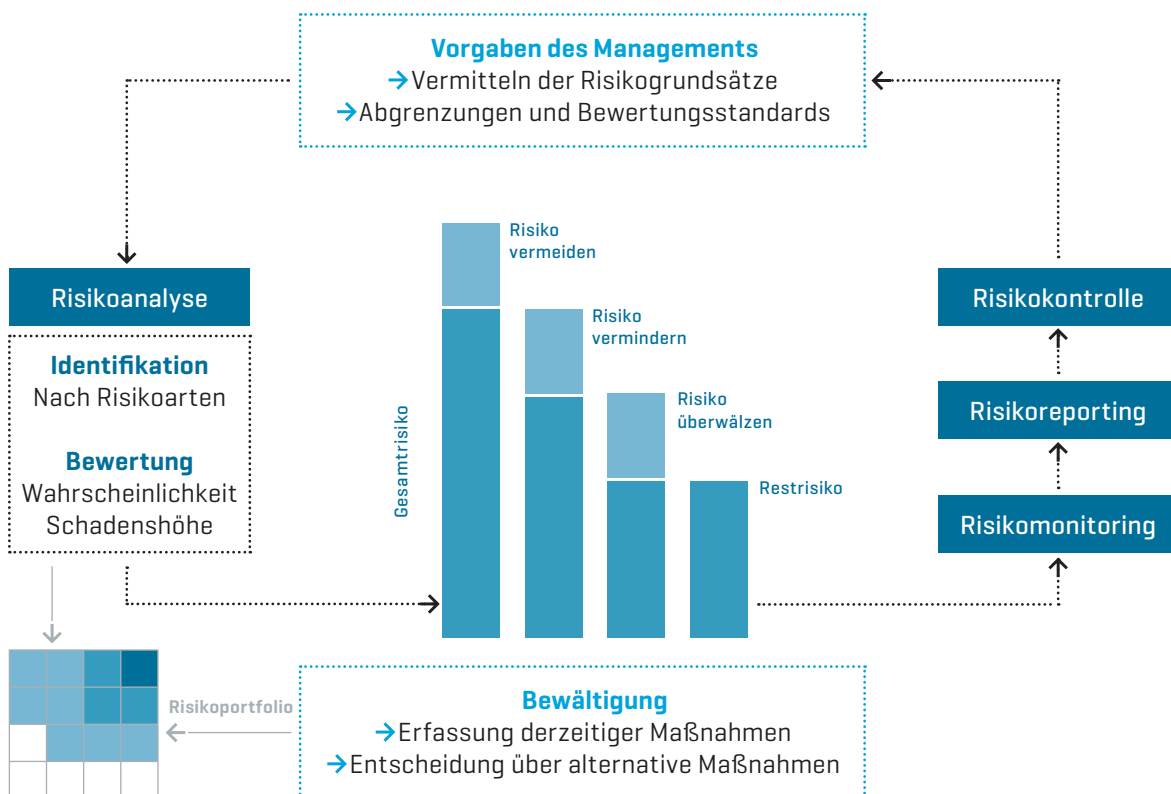 Vorgaben des Managements
→Vermitteln der Risikogrundsätze
→Abgrenzungen und Bewertungsstandards
Risikoanalyse
Identifikation
Nach Risikoarten
Bewertung
Wahrscheinlichkeit
Schadenshöhe
Gesamtrisiko
Risiko
vermeiden
Risiko
vermindern
Risiko
überwälzen
Restrisiko
Risikokontrolle
Risikoreporting
Risikomonitoring
Risikoportfolio
Bewältigung
→Erfassung derzeitiger Maßnahmen
→Entscheidung über alternative Maßnahmen